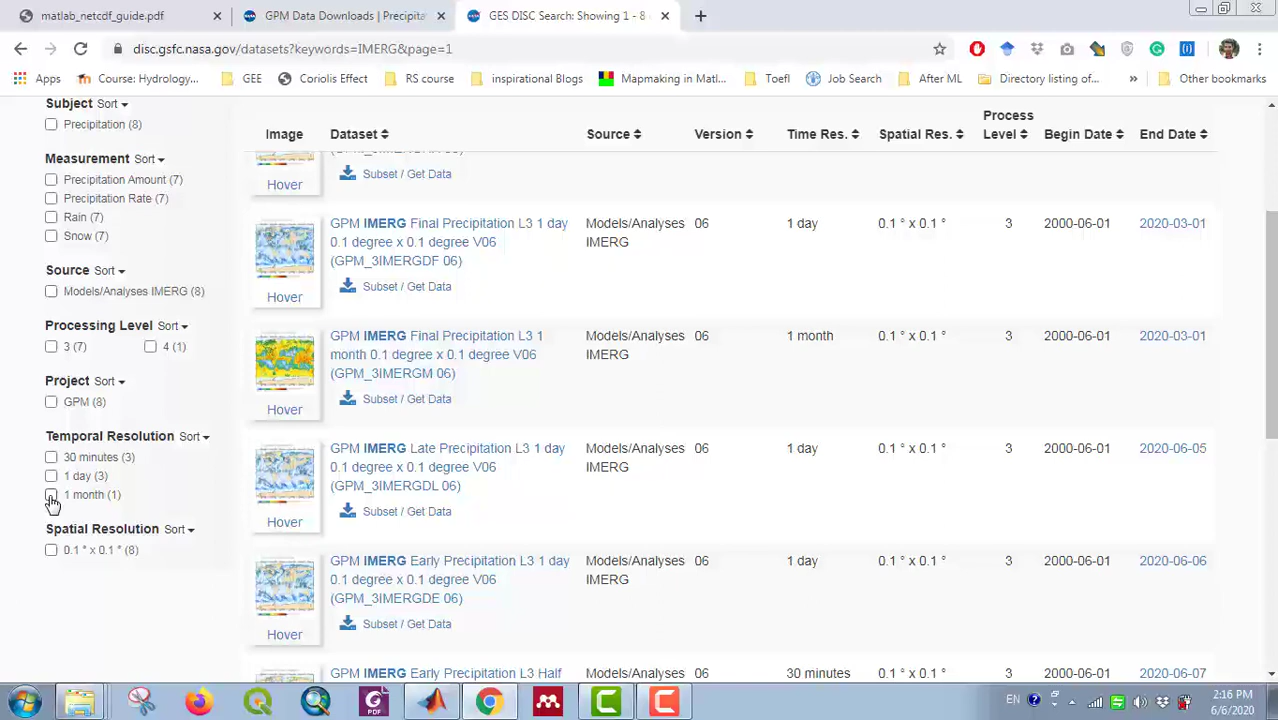 matlab_netcdf_guide.pdf
GPM Data Downloads | Precipita
GES DISC Search: Showing 1 - 8
disc.gsfc.nasa.gov/datasets?keywords=IMERG&page=1
Apps
Course: Hydrology...
GEE
Coriolis Effect
RS course
inspirational Blogs
Mapmaking in Matl...
Toefl
Job Search
After ML
Directory listing of...
Other bookmarks
Subject Sort
Precipitation (8)
Measurement Sort
Precipitation Amount (7)
Precipitation Rate (7)
Rain (7)
Snow (7)
Source Sort
Models/Analyses IMERG (8)
Processing Level Sort
3 (7) 4 (1)
Project Sort
GPM (8)
Temporal Resolution Sort
30 minutes (3)
1 day (3)
1 month (1)
Spatial Resolution Sort
0.1 ° x 0.1 ° (8)
Image Dataset Source Version Time Res. Spatial Res. Process Level Begin Date End Date
Hover
Subset / Get Data
GPM IMERG Final Precipitation L3 1 day
0.1 degree x 0.1 degree V06
(GPM_3IMERGDF 06)
Subset / Get Data
Hover
Models/Analyses
IMERG
06
1 day
0.1 ° x 0.1 °
3
2000-06-01
2020-03-01
GPM IMERG Final Precipitation L3 1
month 0.1 degree x 0.1 degree V06
(GPM_3IMERGM 06)
Subset / Get Data
Hover
Models/Analyses
IMERG
06
1 month
0.1 ° x 0.1 °
3
2000-06-01
2020-03-01
GPM IMERG Late Precipitation L3 1 day
0.1 degree x 0.1 degree V06
(GPM_3IMERGDL 06)
Subset / Get Data
Hover
Models/Analyses
IMERG
06
1 day
0.1 ° x 0.1 °
3
2000-06-01
2020-06-05
GPM IMERG Early Precipitation L3 1 day
0.1 degree x 0.1 degree V06
(GPM_3IMERGDE 06)
Subset / Get Data
Hover
Models/Analyses
IMERG
06
1 day
0.1 ° x 0.1 °
3
2000-06-01
2020-06-06
GPM IMERG Early Precipitation L3 Half
Models/Analyses
06
30 minutes
0.1 ° x 0.1 °
3
2000-06-01
2020-06-07
PDF
EN
2:16 PM
6/6/2020